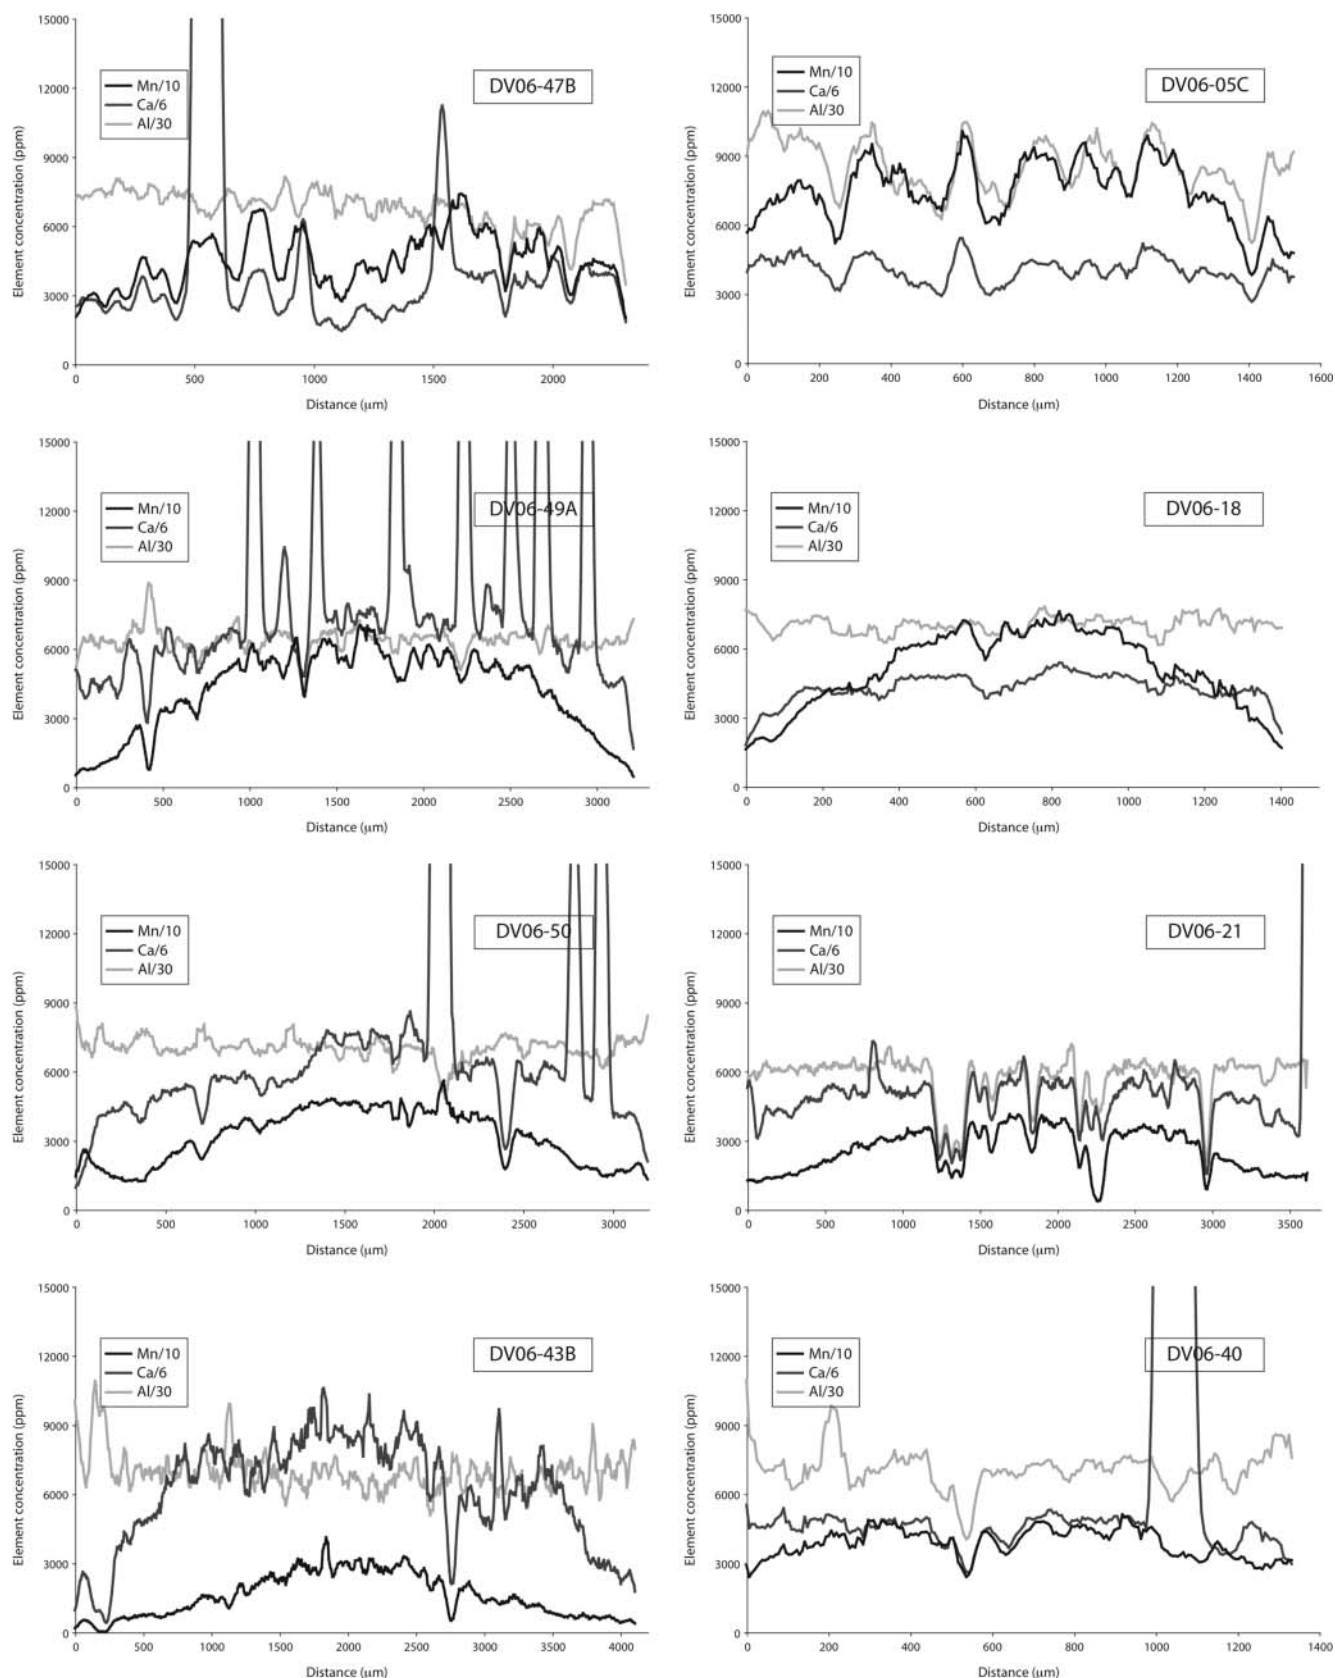 15000
12000
9000
6000
3000
0
Element concentration (ppm)
Mn/10
Ca/6
Al/30
DV06-47B
0 500 1000 1500 2000
Distance (μm)
15000
12000
9000
6000
3000
0
Element concentration (ppm)
Mn/10
Ca/6
Al/30
DV06-05C
0 200 400 600 800 1000 1200 1400 1600
Distance (μm)
15000
12000
9000
6000
3000
0
Element concentration (ppm)
Mn/10
Ca/6
Al/30
DV06-49A
0 500 1000 1500 2000 2500 3000
Distance (μm)
15000
12000
9000
6000
3000
0
Element concentration (ppm)
Mn/10
Ca/6
Al/30
DV06-18
0 200 400 600 800 1000 1200 1400
Distance (μm)
15000
12000
9000
6000
3000
0
Element concentration (ppm)
Mn/10
Ca/6
Al/30
DV06-50
0 500 1000 1500 2000 2500 3000
Distance (μm)
15000
12000
9000
6000
3000
0
Element concentration (ppm)
Mn/10
Ca/6
Al/30
DV06-21
0 500 1000 1500 2000 2500 3000 3500
Distance (μm)
15000
12000
9000
6000
3000
0
Element concentration (ppm)
Mn/10
Ca/6
Al/30
DV06-43B
0 500 1000 1500 2000 2500 3000 3500 4000
Distance (μm)
15000
12000
9000
6000
3000
0
Element concentration (ppm)
Mn/10
Ca/6
Al/30
DV06-40
0 200 400 600 800 1000 1200 1400
Distance (μm)